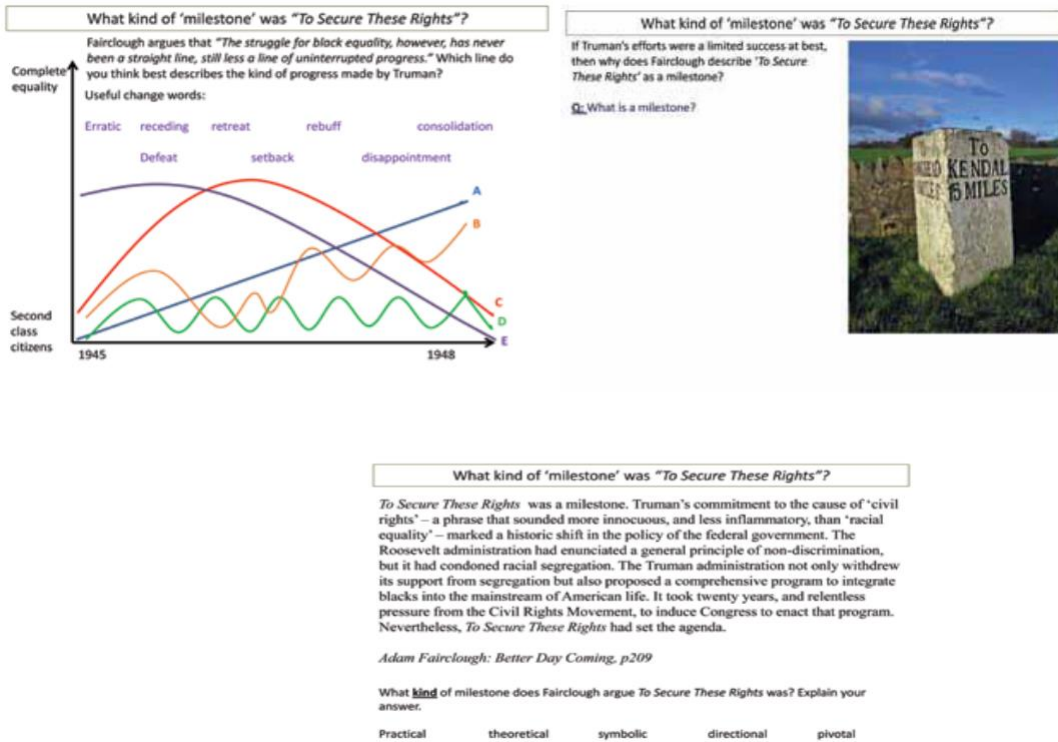 What kind of 'milestone' was "To Secure These Rights"?
Fairclough argues that "The struggle for black equality, however, has never
been a straight line, still less a line of uninterrupted progress." Which line do
you think best describes the kind of progress made by Truman?
Useful change words:
Complete
equality
Erratic receding retreat rebuff consolidation
Defeat setback disappointment
A
B
C
D
E
Second
class
citizens
1945 1948
What kind of 'milestone' was "To Secure These Rights"?
If Truman's efforts were a limited success at best,
then why does Fairclough describe 'To Secure
These Rights' as a milestone?
Q: What is a milestone?
To
KENDAL
15 MILES
What kind of 'milestone' was "To Secure These Rights"?
To Secure These Rights was a milestone. Truman's commitment to the cause of 'civil
rights' – a phrase that sounded more innocuous, and less inflammatory, than 'racial
equality' – marked a historic shift in the policy of the federal government. The
Roosevelt administration had enunciated a general principle of non-discrimination,
but it had condoned racial segregation. The Truman administration not only withdrew
its support from segregation but also proposed a comprehensive program to integrate
blacks into the mainstream of American life. It took twenty years, and relentless
pressure from the Civil Rights Movement, to induce Congress to enact that program.
Nevertheless, To Secure These Rights had set the agenda.
Adam Fairclough: Better Day Coming, p209
What kind of milestone does Fairclough argue To Secure These Rights was? Explain your
answer.
Practical theoretical symbolic directional pivotal